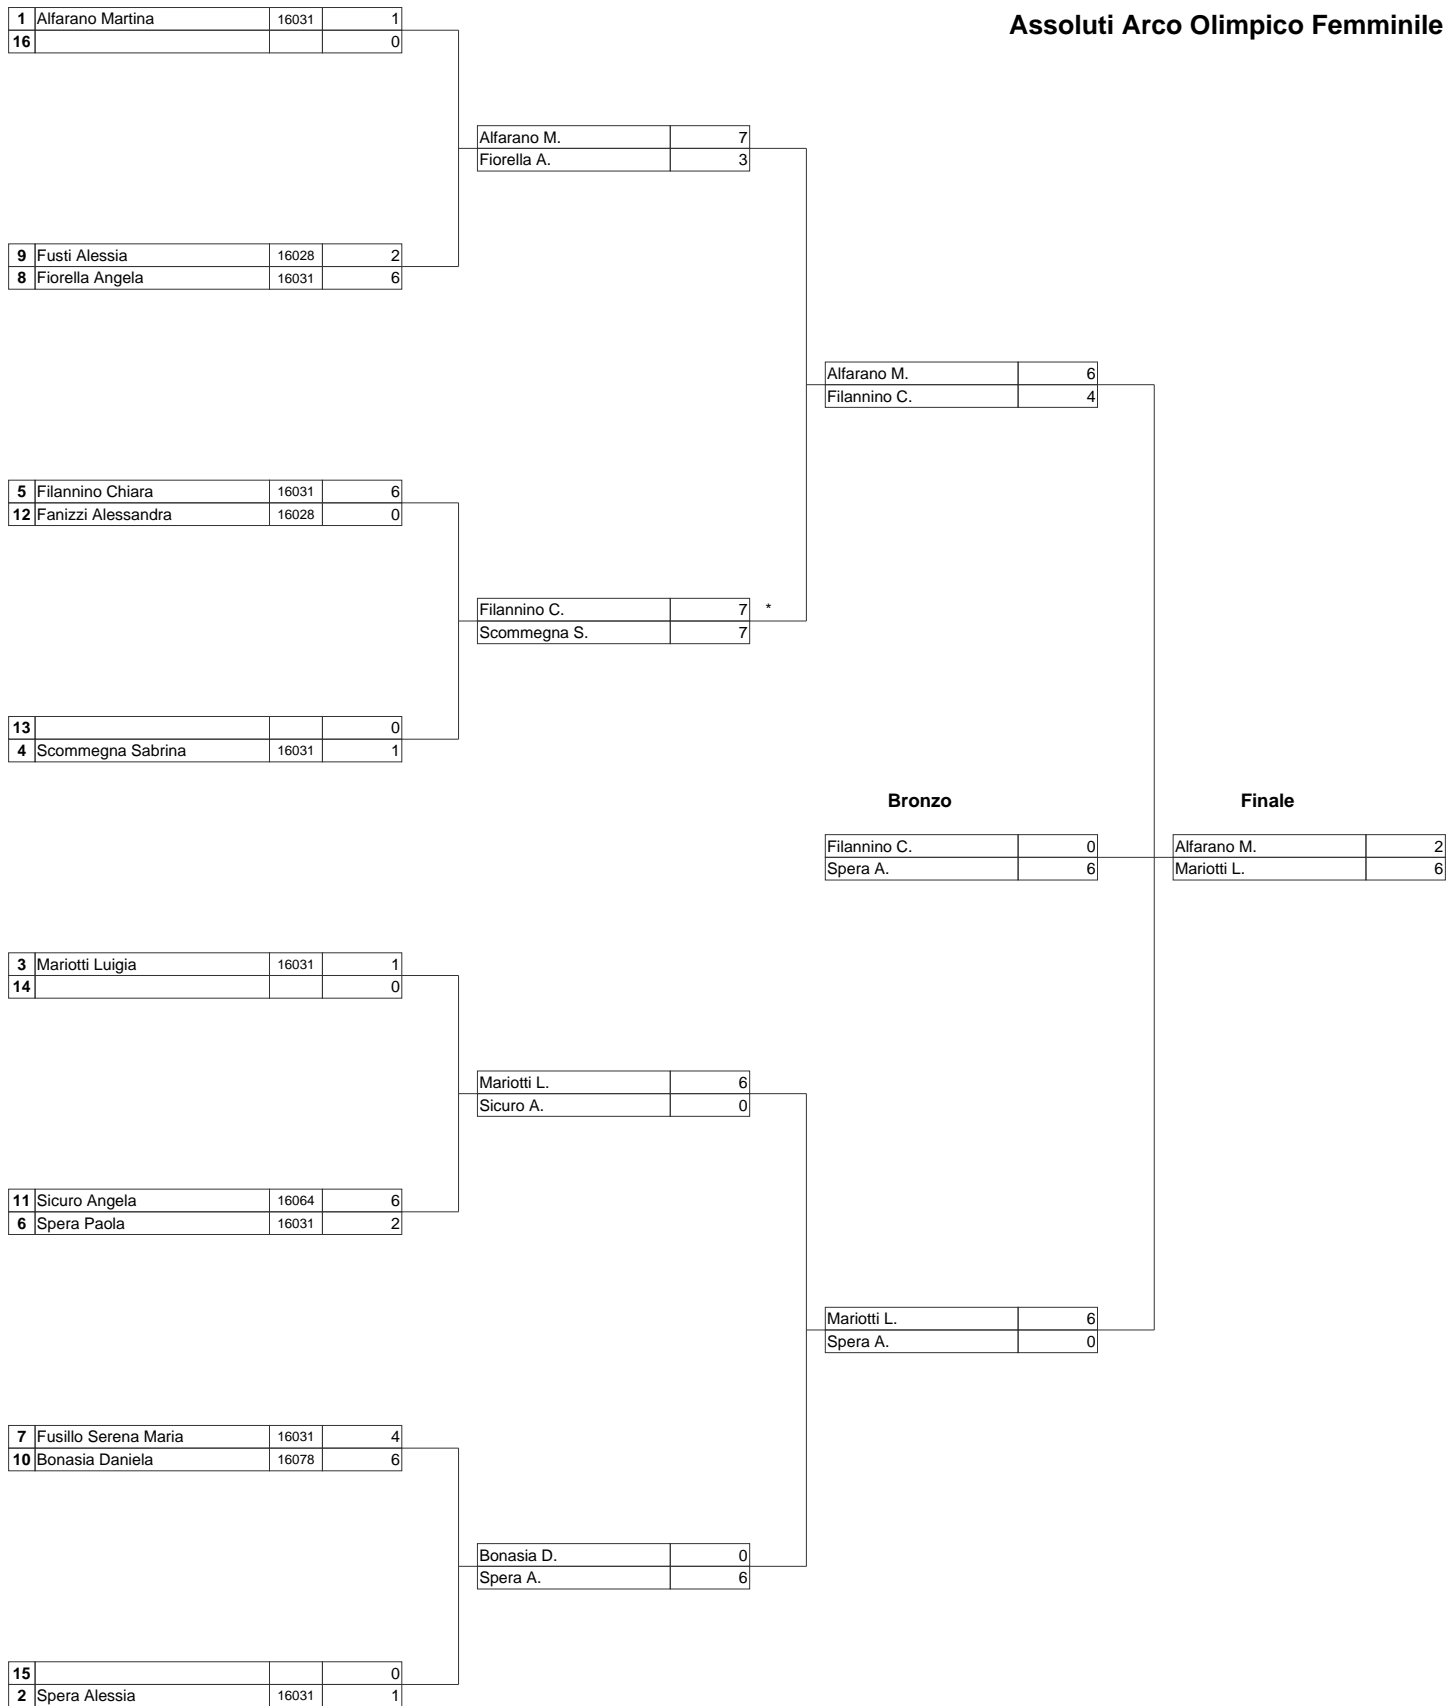 Assoluti Arco Olimpico Femminile
1 Alfarano Martina 16031 1
16 0
Alfarano M. 7
Fiorella A. 3
9 Fusti Alessia 16028 2
8 Fiorella Angela 16031 6
Alfarano M. 6
Filannino C. 4
5 Filannino Chiara 16031 6
12 Fanizzi Alessandra 16028 0
Filannino C. 7 *
Scommegna S. 7
13 0
4 Scommegna Sabrina 16031 1
Bronzo Finale
Filannino C. 0 Alfarano M. 2
Spera A. 6 Mariotti L. 6
3 Mariotti Luigia 16031 1
14 0
Mariotti L. 6
Sicuro A. 0
11 Sicuro Angela 16064 6
6 Spera Paola 16031 2
Mariotti L. 6
Spera A. 0
7 Fusillo Serena Maria 16031 4
10 Bonasia Daniela 16078 6
Bonasia D. 0
Spera A. 6
15 0
2 Spera Alessia 16031 1